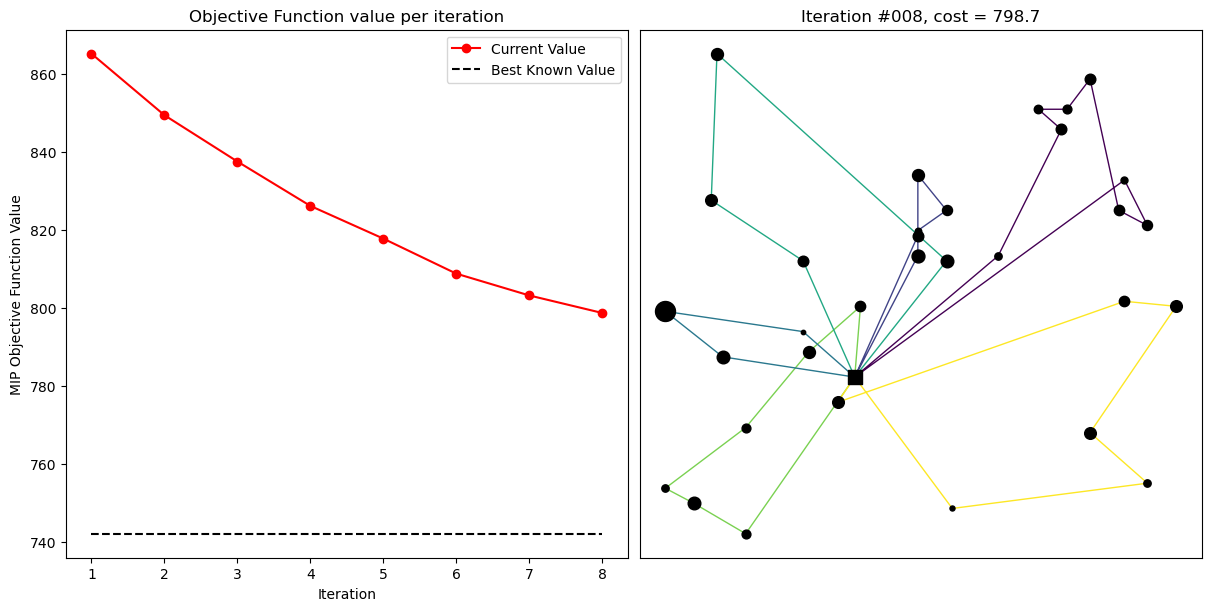 Objective Function value per iteration
Current Value
Best Known Value
MIP Objective Function Value
860
840
820
800
780
760
740
1 2 3 4 5 6 7 8
Iteration
Iteration #008, cost = 798.7